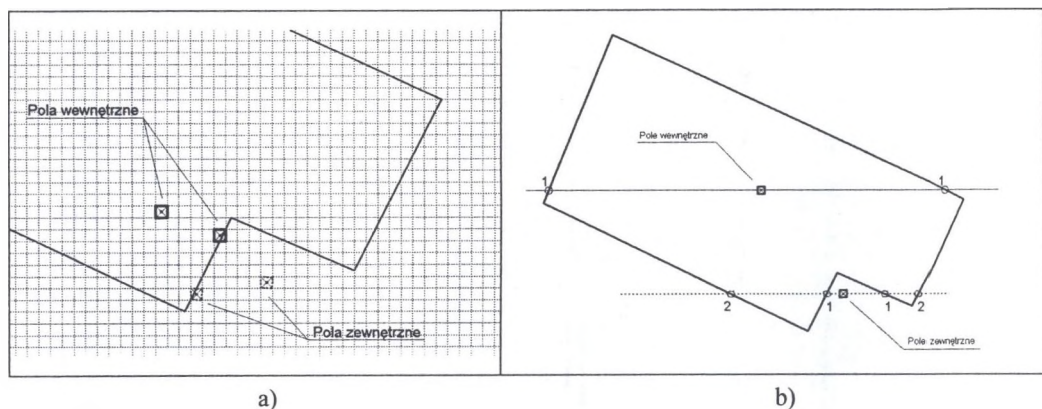 Pola wewnętrzne
Pola zewnętrzne
a)
Pole wewnętrzne
1
1
2
1
1
2
Pole zewnętrzne
b)